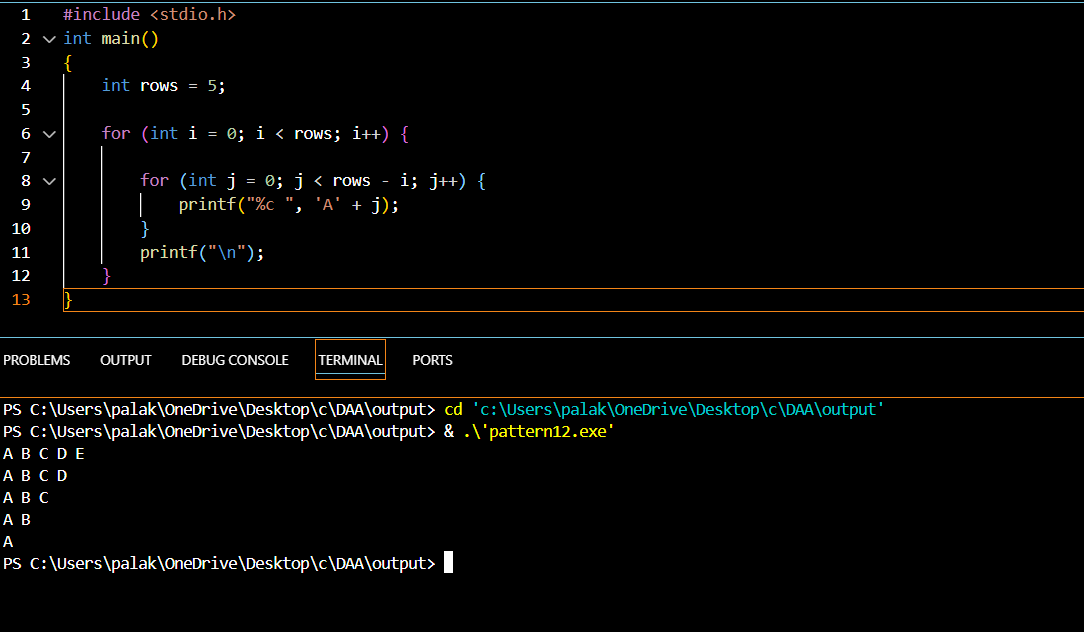 1 #include <stdio.h>
2 int main()
3 {
4     int rows = 5;
5
6     for (int i = 0; i < rows; i++) {
7
8         for (int j = 0; j < rows - i; j++) {
9             printf("%c ", 'A' + j);
10         }
11         printf("\n");
12     }
13 }
PROBLEMS OUTPUT DEBUG CONSOLE TERMINAL PORTS
PS C:\Users\palak\OneDrive\Desktop\c\DAA\output> cd 'c:\Users\palak\OneDrive\Desktop\c\DAA\output'
PS C:\Users\palak\OneDrive\Desktop\c\DAA\output> & .\'pattern12.exe'
A B C D E
A B C D
A B C
A B
A
PS C:\Users\palak\OneDrive\Desktop\c\DAA\output>